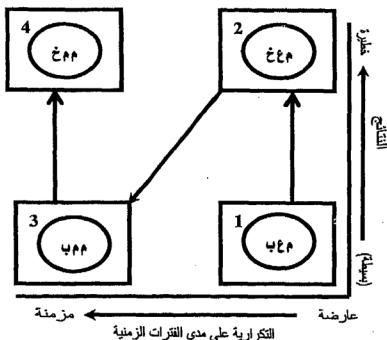 2
م ع خ
4
م م خ
خطيرة
النتائج
1
م ع ب
3
م م ب
(بسيطة)
عارضة
مزمنة
التكرارية على مدى الفترات الزمنية